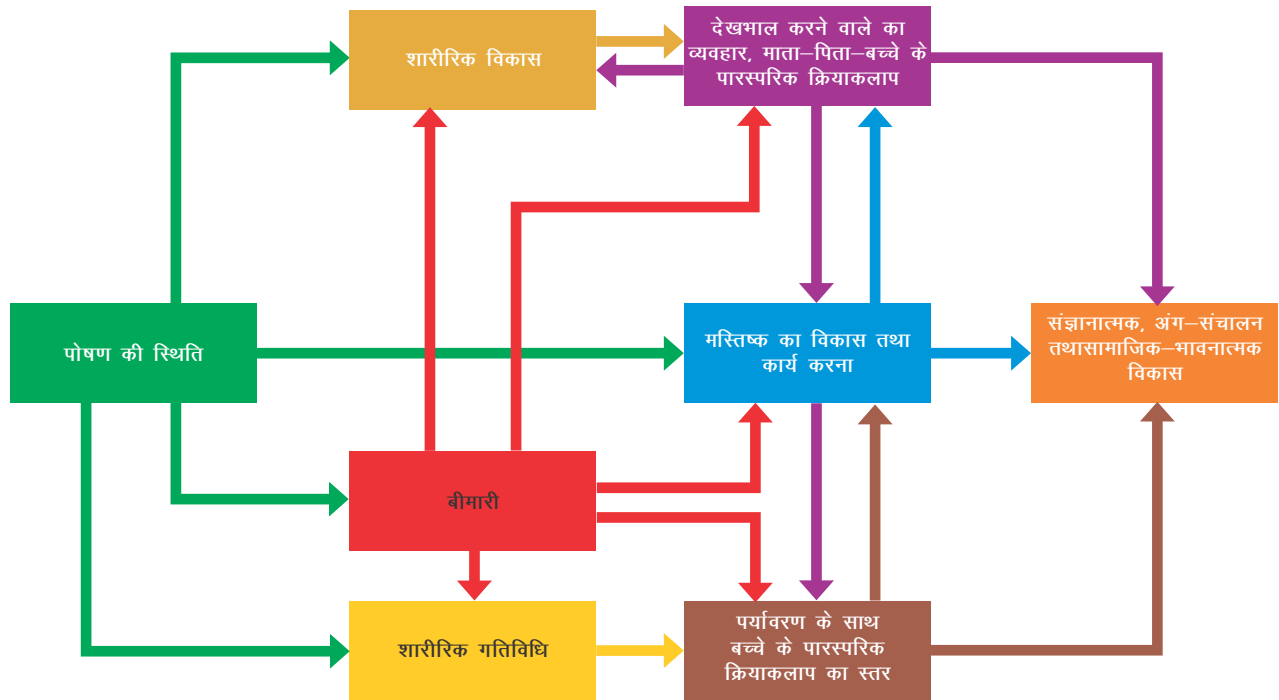 शारीरिक विकास
देखभाल करने वाले का
व्यवहार, माता–पिता–बच्चे के
पारस्परिक क्रियाकलाप
पोषण की स्थिति
मस्तिष्क का विकास तथा
कार्य करना
संज्ञानात्मक, अंग–संचालन
तथासामाजिक–भावनात्मक
विकास
बीमारी
शारीरिक गतिविधि
पर्यावरण के साथ
बच्चे के पारस्परिक
क्रियाकलाप का स्तर